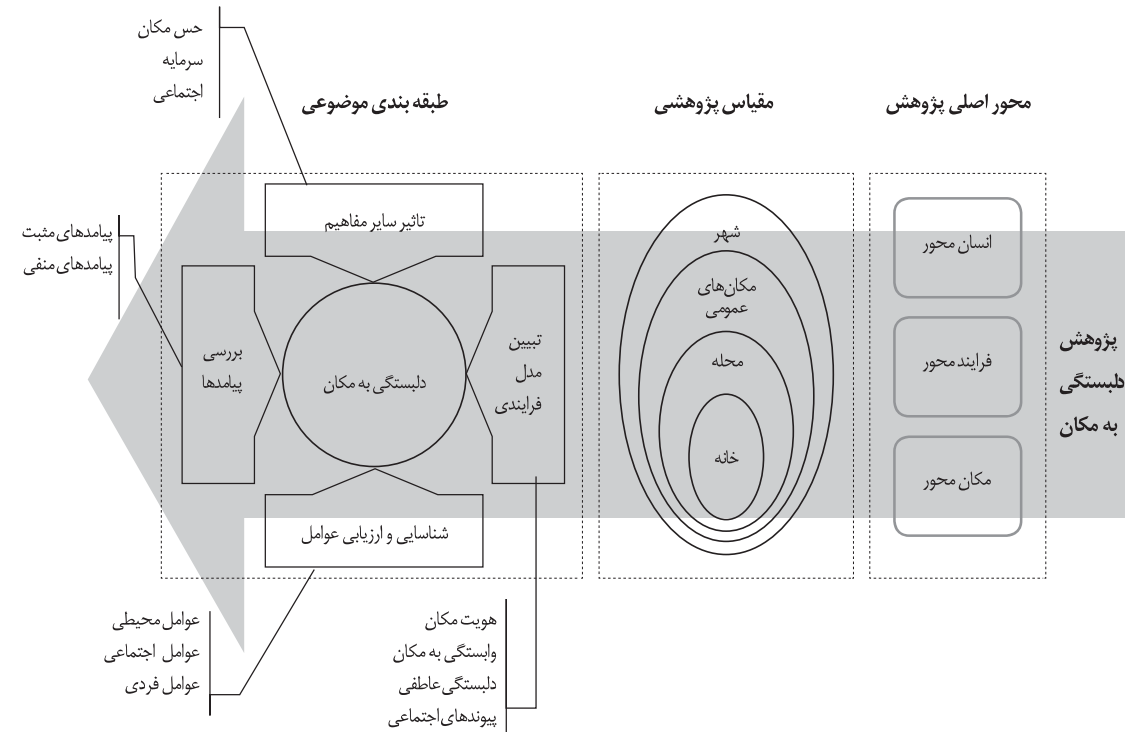 محور اصلی پژوهش
مقیاس پژوهشی
طبقه بندی موضوعی
پژوهش
دلبستگی
به مکان
انسان محور
فرایند محور
مکان محور
شهر
مکان‌های
عمومی
محله
خانه
تاثیر سایر مفاهیم
تبیین
مدل
فرایندی
دلبستگی به مکان
بررسی
پیامدها
شناسایی و ارزیابی عوامل
حس مکان
سرمایه
اجتماعی
پیامدهای مثبت
پیامدهای منفی
هویت مکان
وابستگی به مکان
دلبستگی عاطفی
پیوندهای اجتماعی
عوامل محیطی
عوامل اجتماعی
عوامل فردی